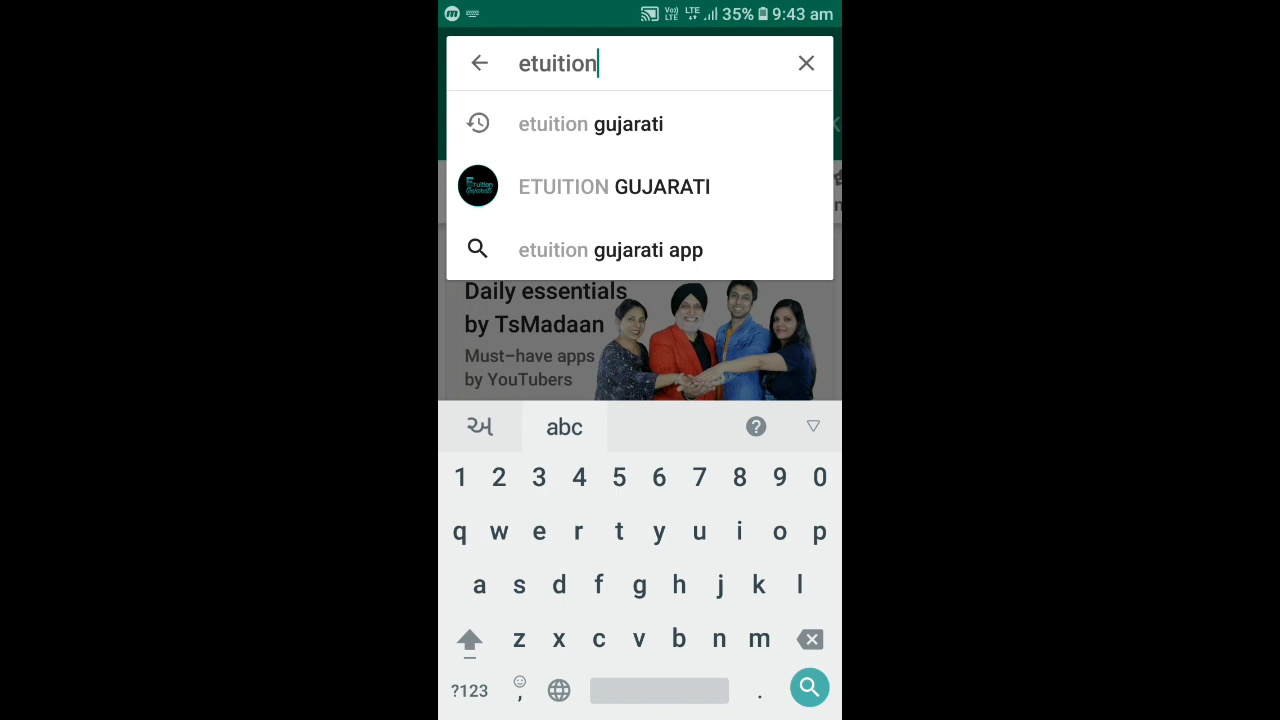 35% 9:43 am
etuition
etuition gujarati
ETUITION GUJARATI
etuition gujarati app
Daily essentials
by TsMadaan
Must-have apps
by YouTubers
અ abc
1 2 3 4 5 6 7 8 9 0
q w e r t y u i o p
a s d f g h j k l
z x c v b n m
?123 , .